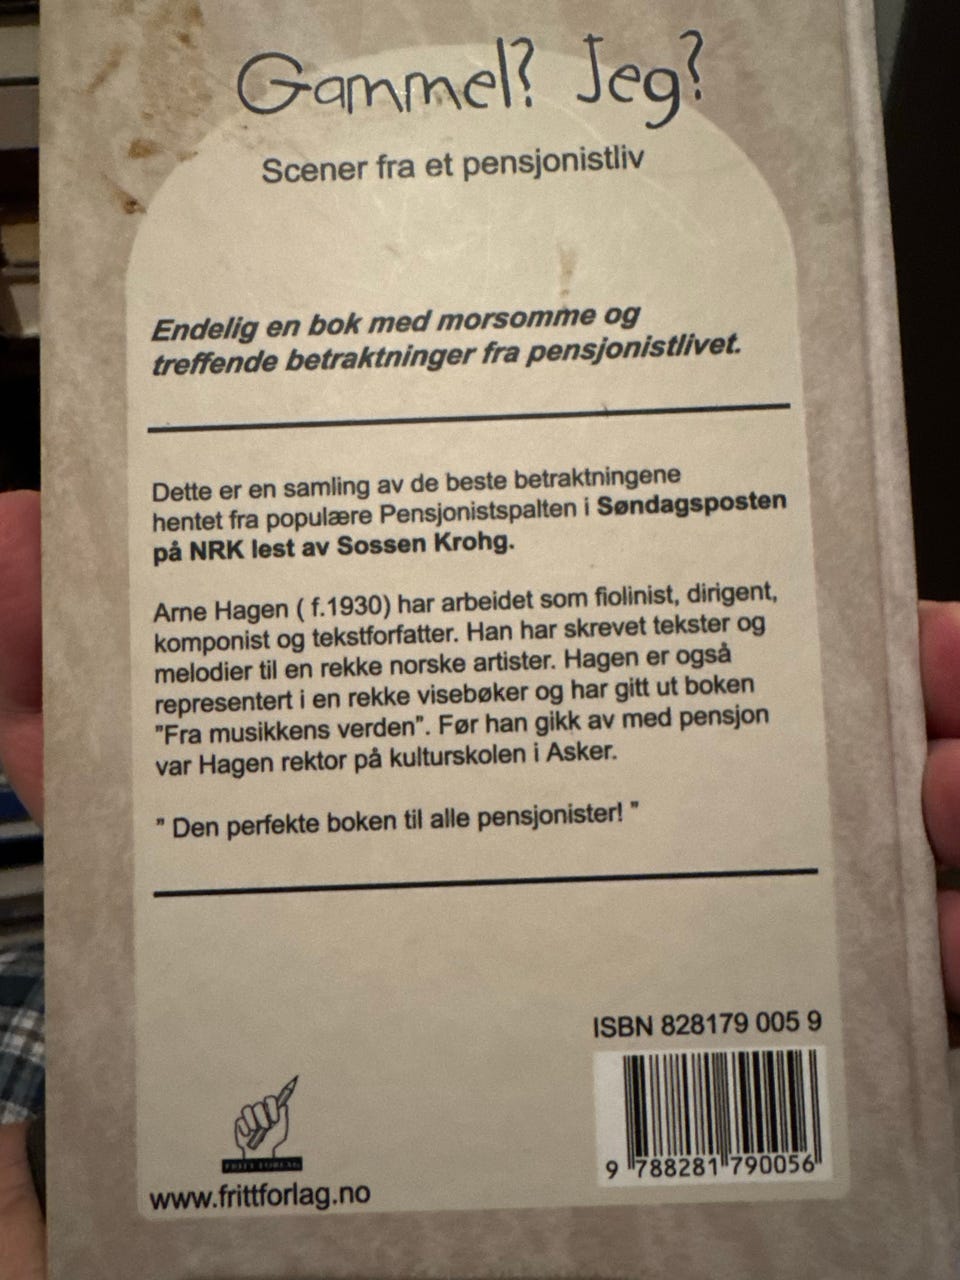 Gammel? Jeg?
Scener fra et pensjonistliv
Endelig en bok med morsomme og
treffende betraktninger fra pensjonistlivet.
Dette er en samling av de beste betraktningene
hentet fra populære Pensjonistspalten i Søndagsposten
på NRK lest av Sossen Krohg.
Arne Hagen ( f.1930) har arbeidet som fiolinist, dirigent,
komponist og tekstforfatter. Han har skrevet tekster og
melodier til en rekke norske artister. Hagen er også
representert i en rekke visebøker og har gitt ut boken
"Fra musikkens verden". Før han gikk av med pensjon
var Hagen rektor på kulturskolen i Asker.
" Den perfekte boken til alle pensjonister! "
ISBN 828179 005 9
9 788281 790056
FRITT FORLAG
www.frittforlag.no